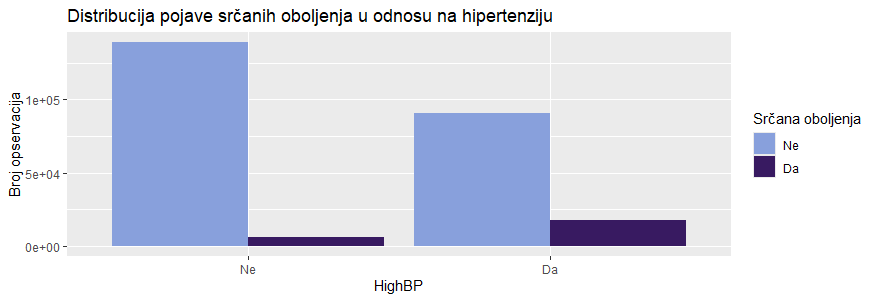 Distribucija pojave srčanih oboljenja u odnosu na hipertenziju
Broj opservacija
1e+05
5e+04
0e+00
Ne
Da
HighBP
Srčana oboljenja
Ne
Da